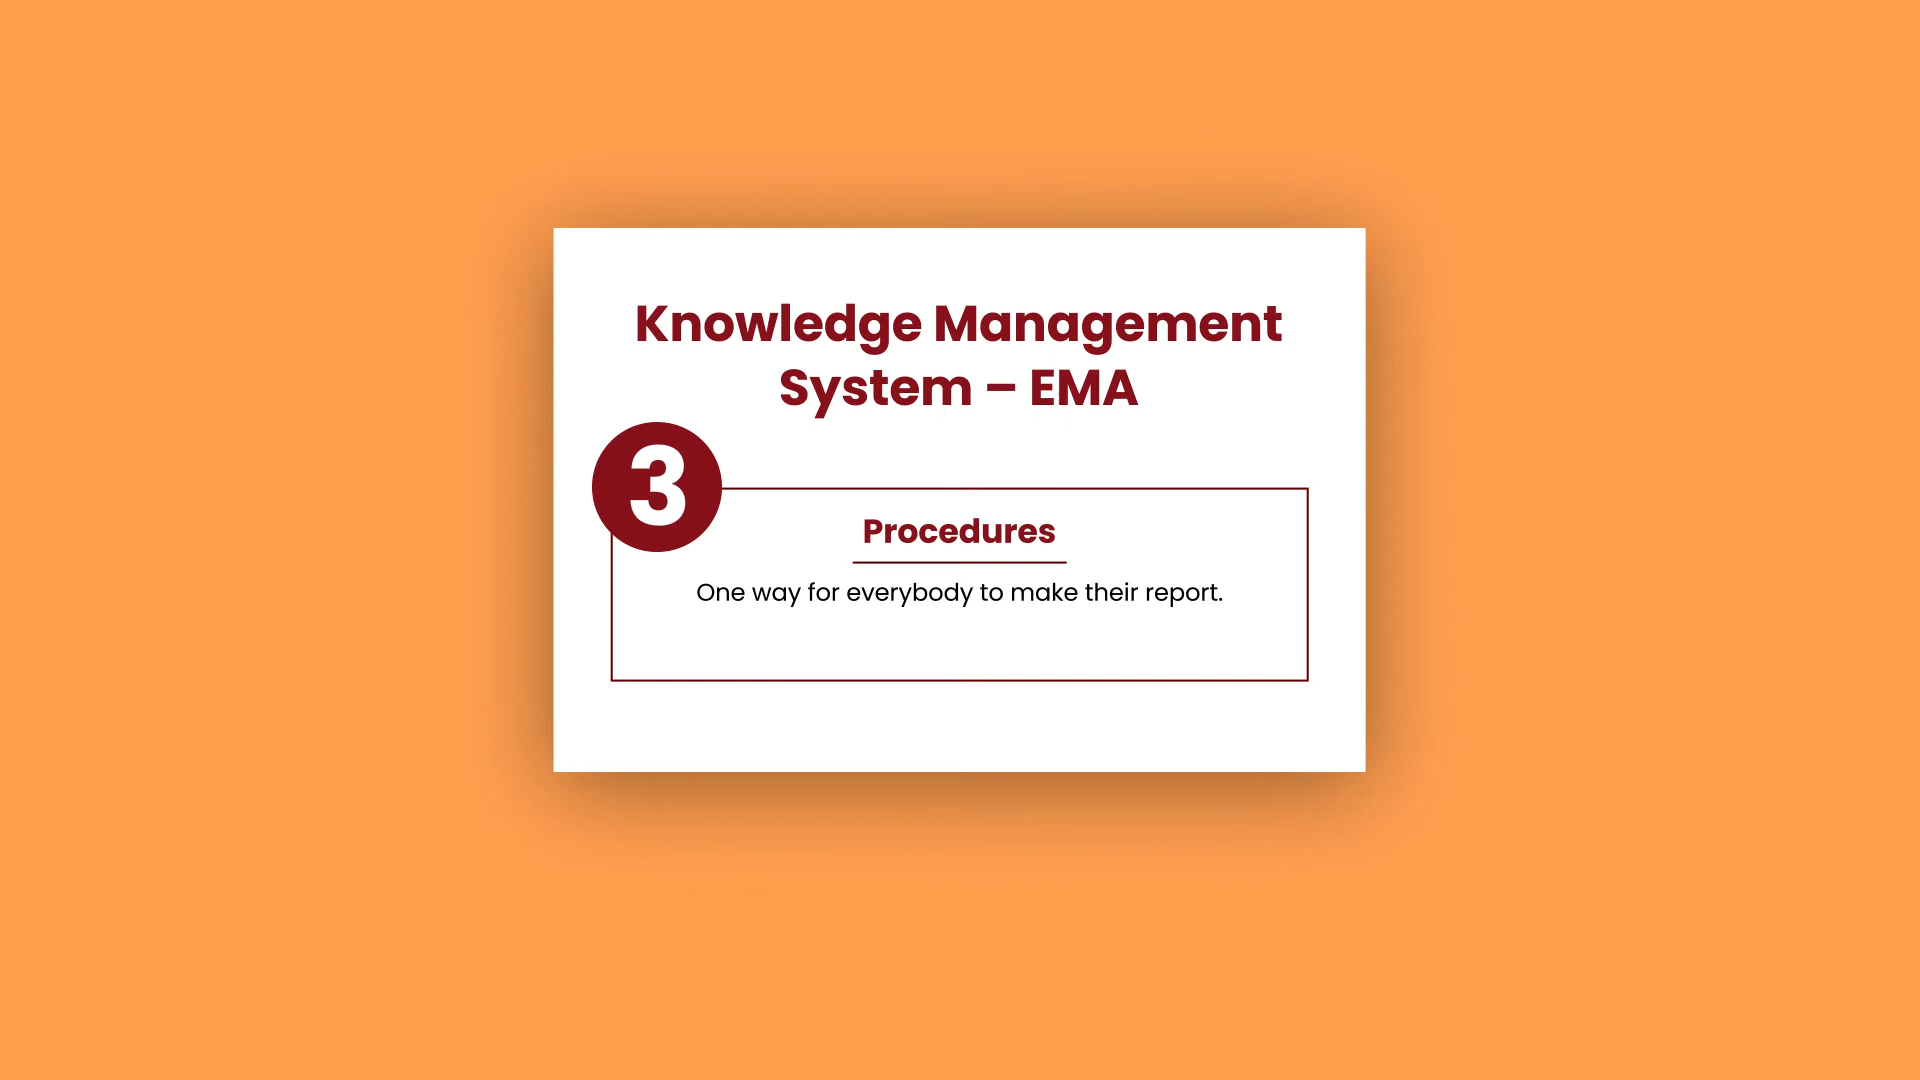 Knowledge Management
System – EMA
3
Procedures
One way for everybody to make their report.